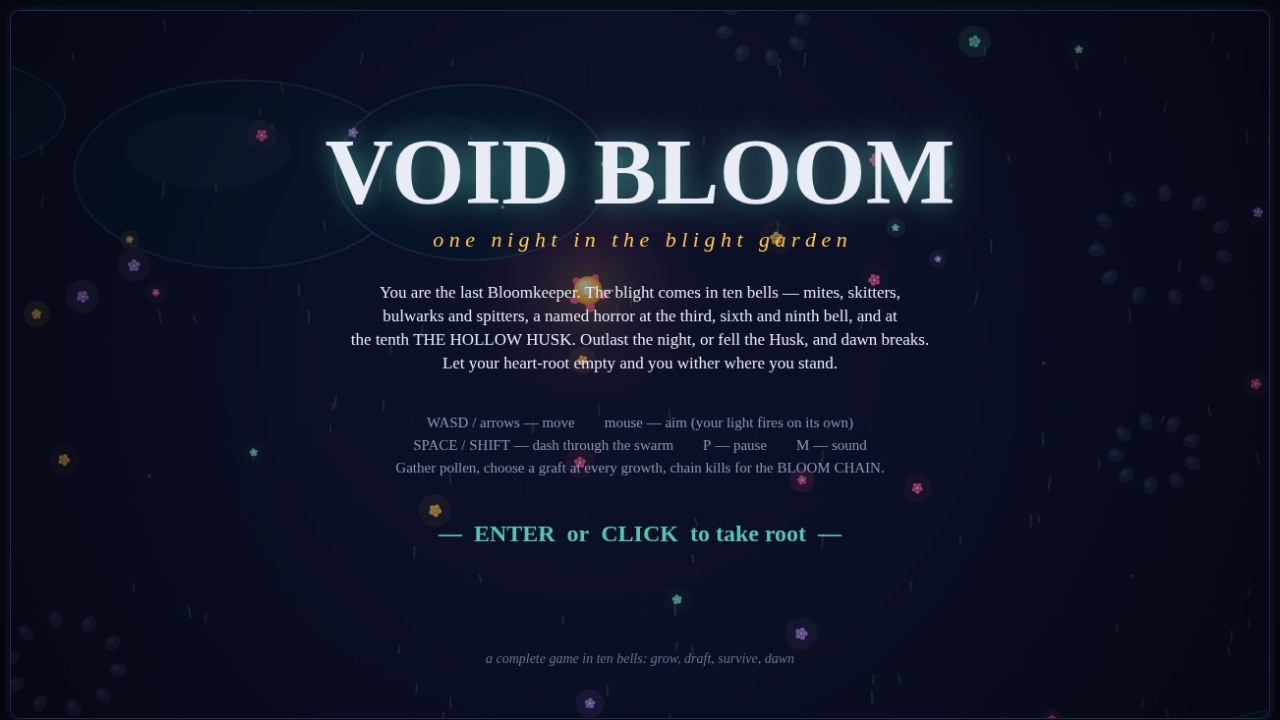 VOID BLOOM
one night in the blight garden
You are the last Bloomkeeper. The blight comes in ten bells — mites, skitters,
bulwarks and spitters, a named horror at the third, sixth and ninth bell, and at
the tenth THE HOLLOW HUSK. Outlast the night, or fell the Husk, and dawn breaks.
Let your heart-root empty and you wither where you stand.
WASD / arrows — move mouse — aim (your light fires on its own)
SPACE / SHIFT — dash through the swarm P — pause M — sound
Gather pollen, choose a graft at every growth, chain kills for the BLOOM CHAIN.
— ENTER or CLICK to take root —
a complete game in ten bells: grow, draft, survive, dawn